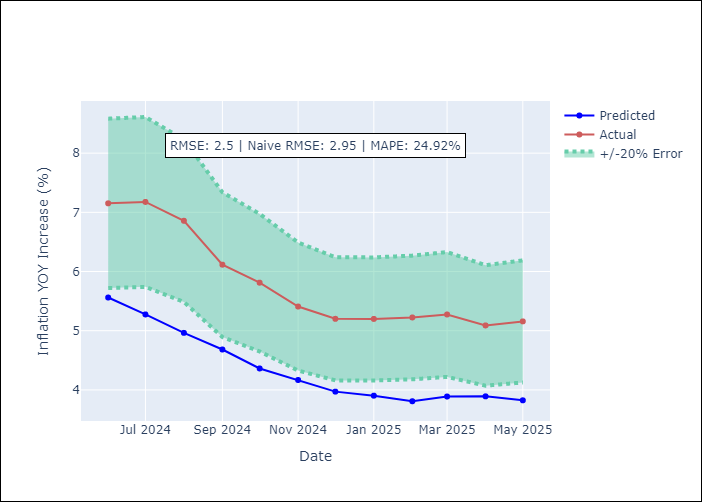 RMSE: 2.5 | Naive RMSE: 2.95 | MAPE: 24.92%
Predicted
Actual
+/-20% Error
Inflation YOY Increase (%)
8
7
6
5
4
Jul 2024
Sep 2024
Nov 2024
Jan 2025
Mar 2025
May 2025
Date